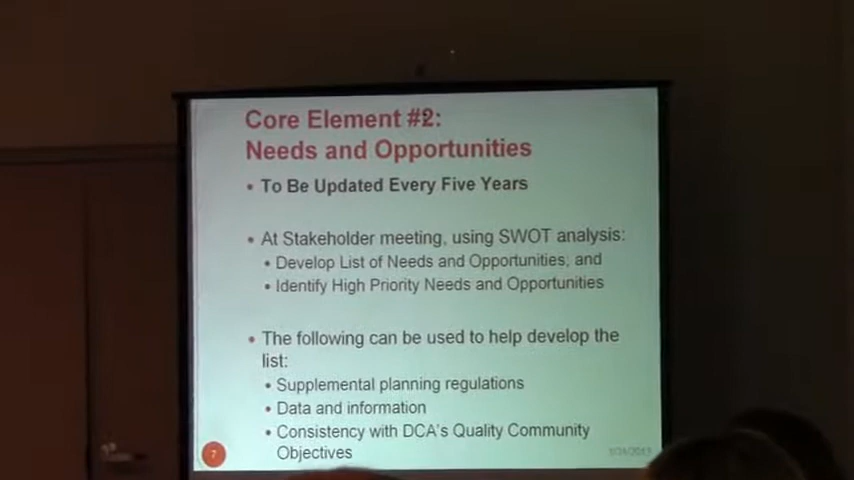 Core Element #2:
Needs and Opportunities
• To Be Updated Every Five Years
• At Stakeholder meeting, using SWOT analysis:
• Develop List of Needs and Opportunities; and
• Identify High Priority Needs and Opportunities
• The following can be used to help develop the
list:
• Supplemental planning regulations
• Data and information
• Consistency with DCA's Quality Community
Objectives
7